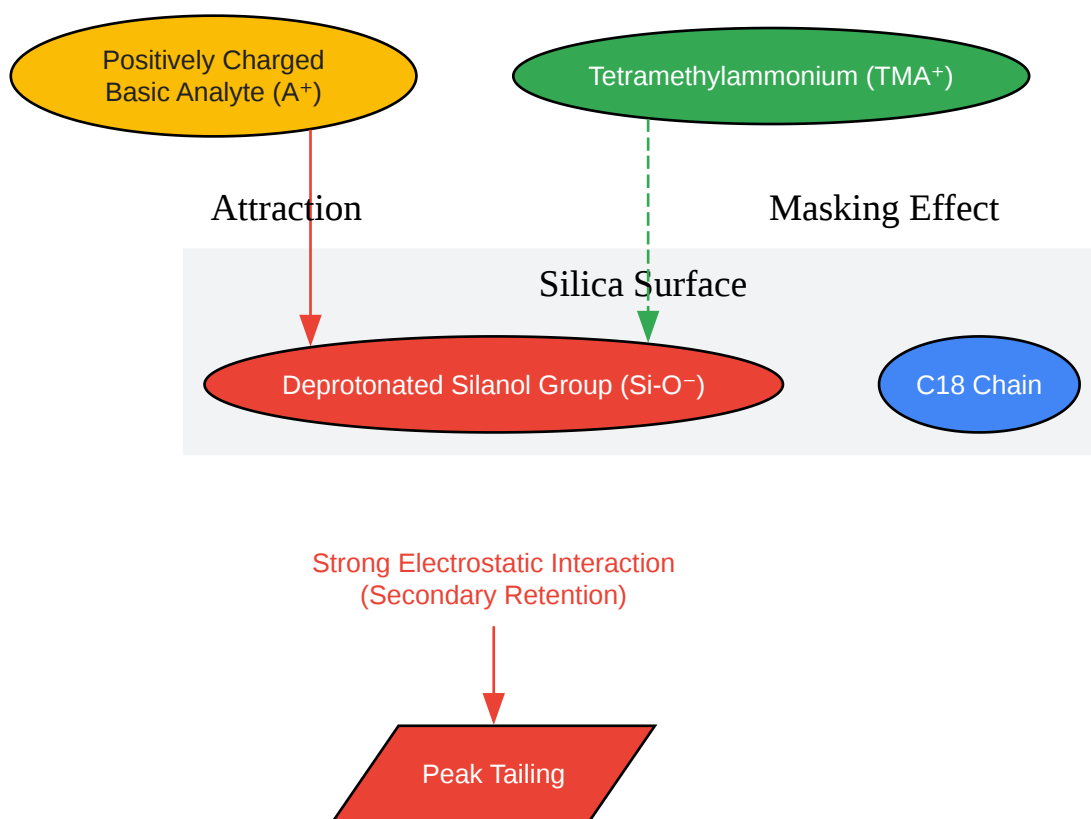 Positively Charged
Basic Analyte (A⁺)
Tetramethylammonium (TMA⁺)
Attraction
Masking Effect
Silica Surface
Deprotonated Silanol Group (Si-O⁻)
C18 Chain
Strong Electrostatic Interaction
(Secondary Retention)
Peak Tailing